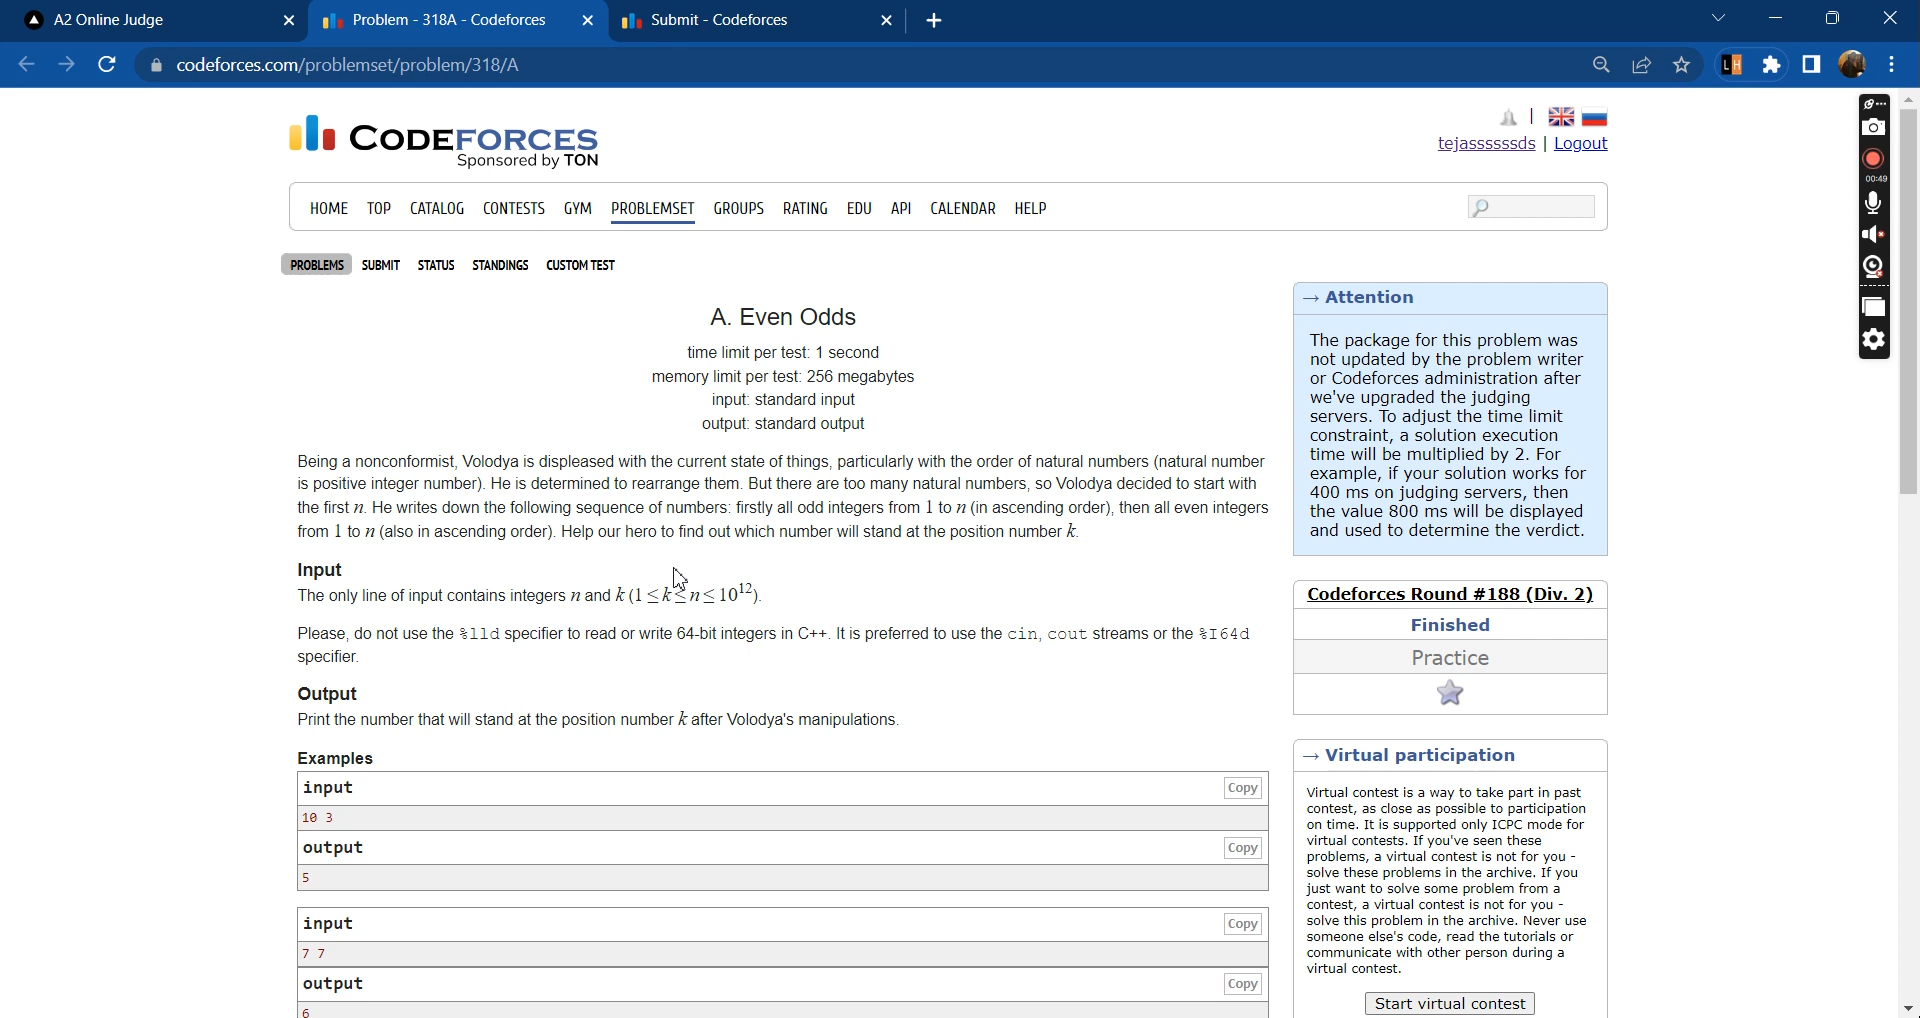 A2 Online Judge
Problem - 318A - Codeforces
Submit - Codeforces
codeforces.com/problemset/problem/318/A
LH
CODEFORCES
Sponsored by TON
|
tejasssssds | Logout
00:49
HOME TOP CATALOG CONTESTS GYM PROBLEMSET GROUPS RATING EDU API CALENDAR HELP
PROBLEMS SUBMIT STATUS STANDINGS CUSTOM TEST
A. Even Odds
time limit per test: 1 second
memory limit per test: 256 megabytes
input: standard input
output: standard output
Being a nonconformist, Volodya is displeased with the current state of things, particularly with the order of natural numbers (natural number
is positive integer number). He is determined to rearrange them. But there are too many natural numbers, so Volodya decided to start with
the first n. He writes down the following sequence of numbers: firstly all odd integers from 1 to n (in ascending order), then all even integers
from 1 to n (also in ascending order). Help our hero to find out which number will stand at the position number k.
Input
The only line of input contains integers n and k (1 ≤ k ≤ n ≤ 10^12).
Please, do not use the %lld specifier to read or write 64-bit integers in C++. It is preferred to use the cin, cout streams or the %I64d
specifier.
Output
Print the number that will stand at the position number k after Volodya's manipulations.
Examples
input Copy
10 3
output Copy
5
input Copy
7 7
output Copy
6
→ Attention
The package for this problem was
not updated by the problem writer
or Codeforces administration after
we've upgraded the judging
servers. To adjust the time limit
constraint, a solution execution
time will be multiplied by 2. For
example, if your solution works for
400 ms on judging servers, then
the value 800 ms will be displayed
and used to determine the verdict.
Codeforces Round #188 (Div. 2)
Finished
Practice
→ Virtual participation
Virtual contest is a way to take part in past
contest, as close as possible to participation
on time. It is supported only ICPC mode for
virtual contests. If you've seen these
problems, a virtual contest is not for you -
solve these problems in the archive. If you
just want to solve some problem from a
contest, a virtual contest is not for you -
solve this problem in the archive. Never use
someone else's code, read the tutorials or
communicate with other person during a
virtual contest.
Start virtual contest